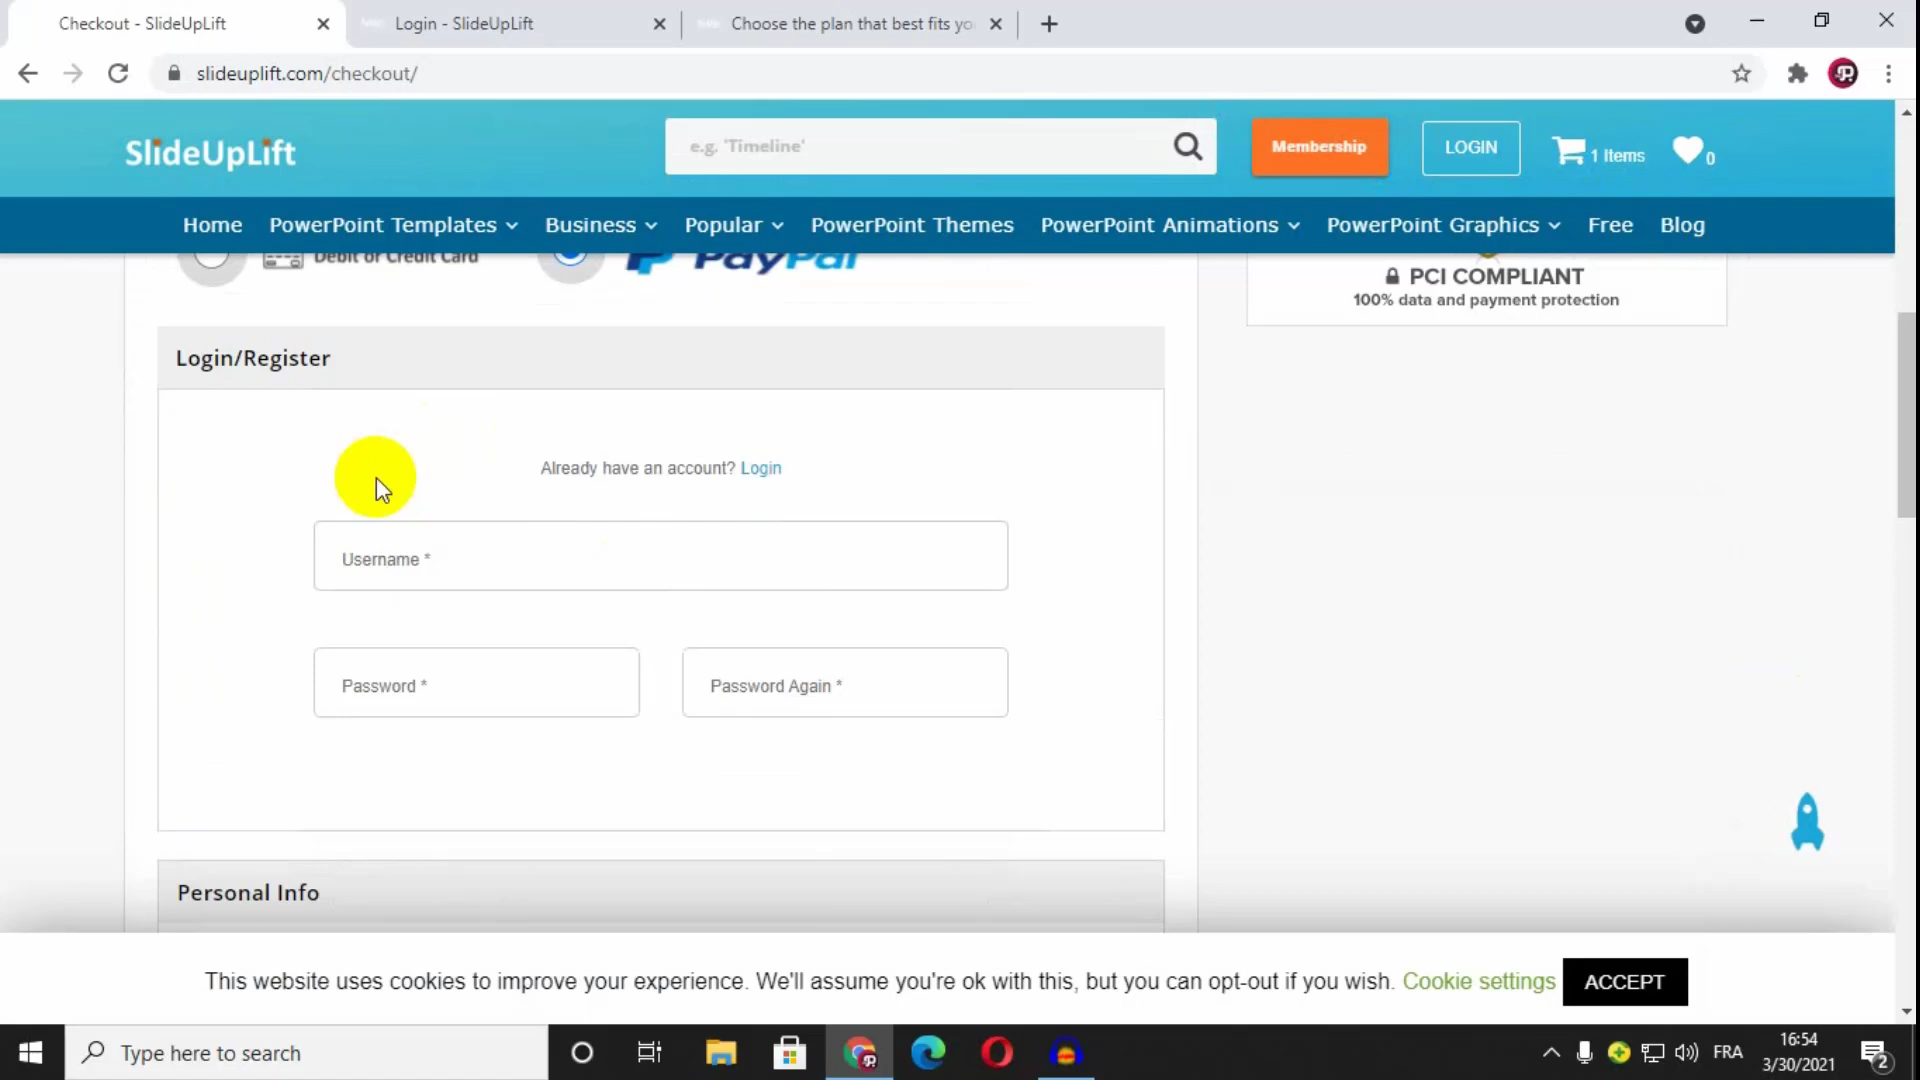 Checkout - SlideUpLift
Login - SlideUpLift
Choose the plan that best fits yo
slideuplift.com/checkout/
SlideUpLift
e.g. 'Timeline'
Membership
LOGIN
1 Items
0
Home PowerPoint Templates Business Popular PowerPoint Themes PowerPoint Animations PowerPoint Graphics Free Blog
Debit or Credit Card
PayPal
PCI COMPLIANT
100% data and payment protection
Login/Register
Already have an account? Login
Username *
Password *
Password Again *
Personal Info
This website uses cookies to improve your experience. We'll assume you're ok with this, but you can opt-out if you wish. Cookie settings ACCEPT
Type here to search
FRA
16:54
3/30/2021
2